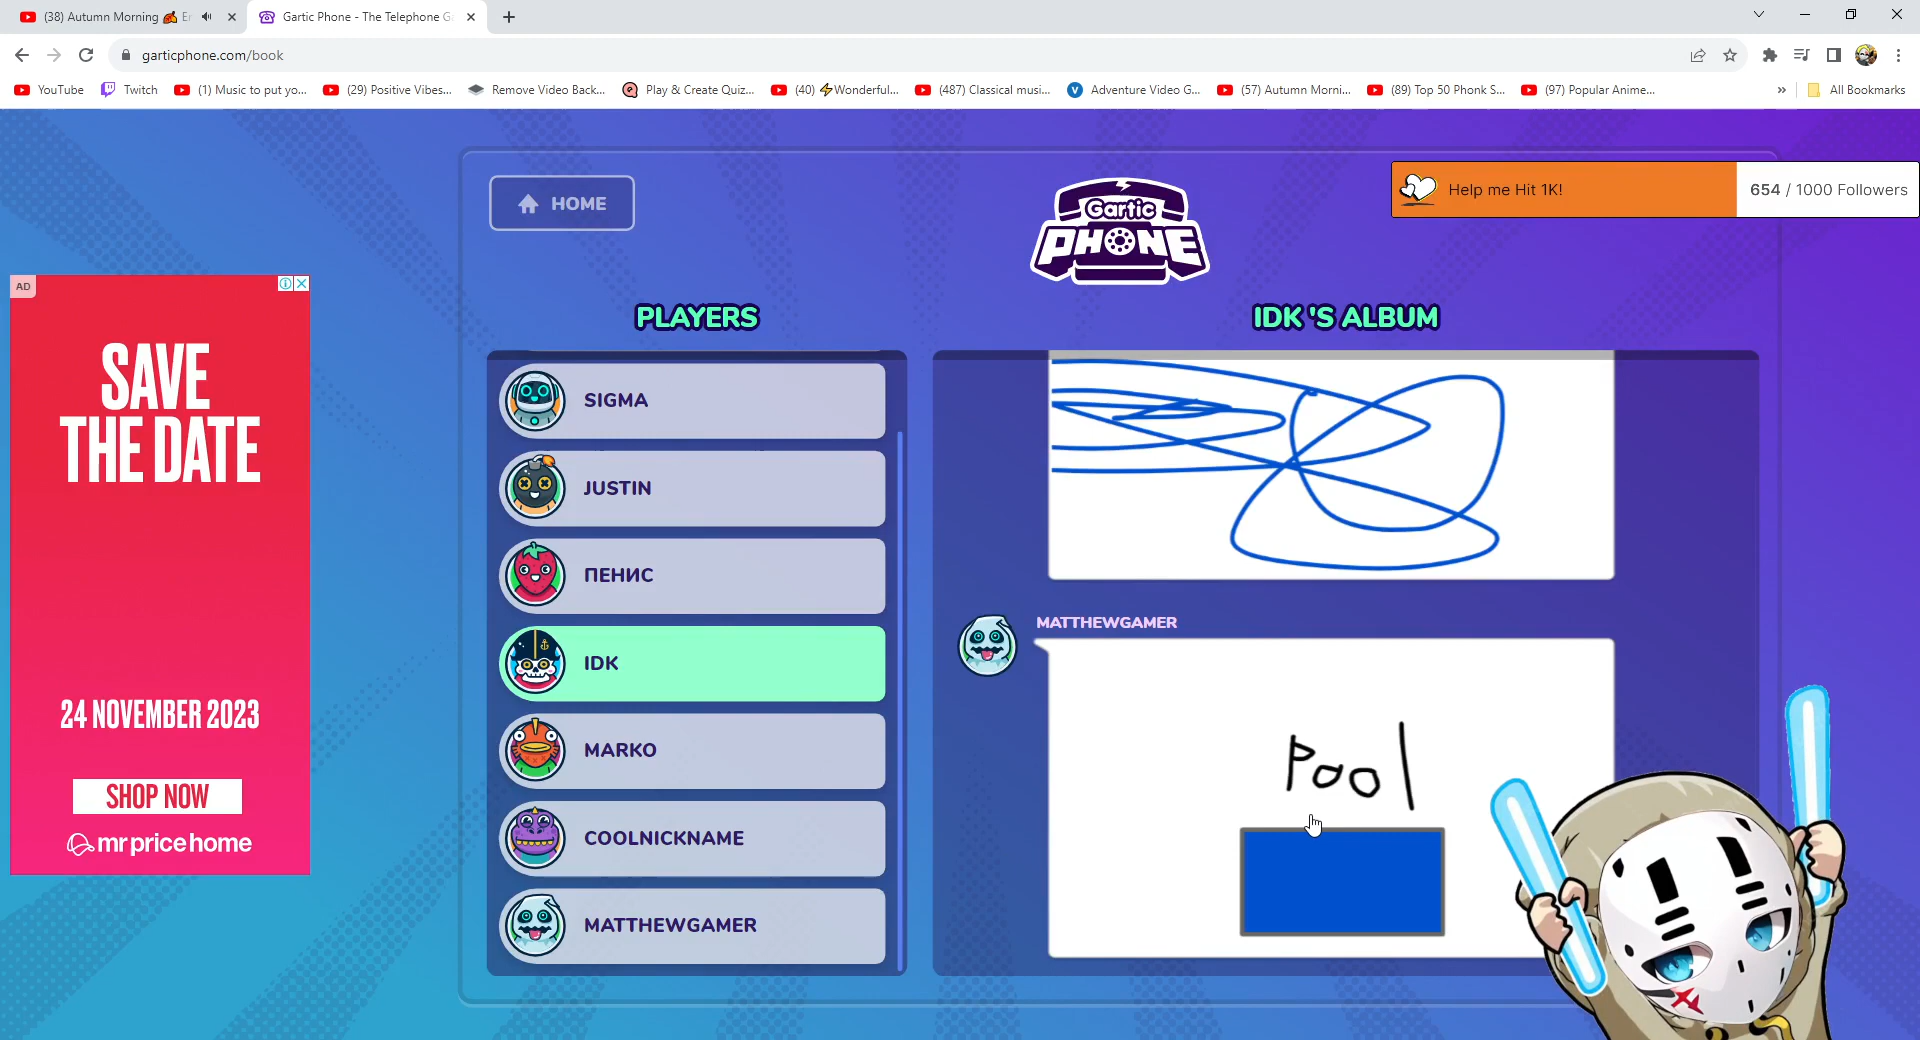 (38) Autumn Morning 🍂 Er
Gartic Phone - The Telephone G
garticphone.com/book
YouTube
Twitch
(1) Music to put yo...
(29) Positive Vibes...
Remove Video Back...
Play & Create Quiz...
(40) ⚡Wonderful...
(487) Classical musi...
Adventure Video G...
(57) Autumn Morni...
(89) Top 50 Phonk S...
(97) Popular Anime...
»
All Bookmarks
HOME
Gartic
PHONE
Help me Hit 1K!
654 / 1000 Followers
AD
SAVE
THE DATE
24 NOVEMBER 2023
SHOP NOW
mrpricehome
PLAYERS
SIGMA
JUSTIN
ПЕНИС
IDK
MARKO
COOLNICKNAME
MATTHEWGAMER
IDK 'S ALBUM
MATTHEWGAMER
Pool